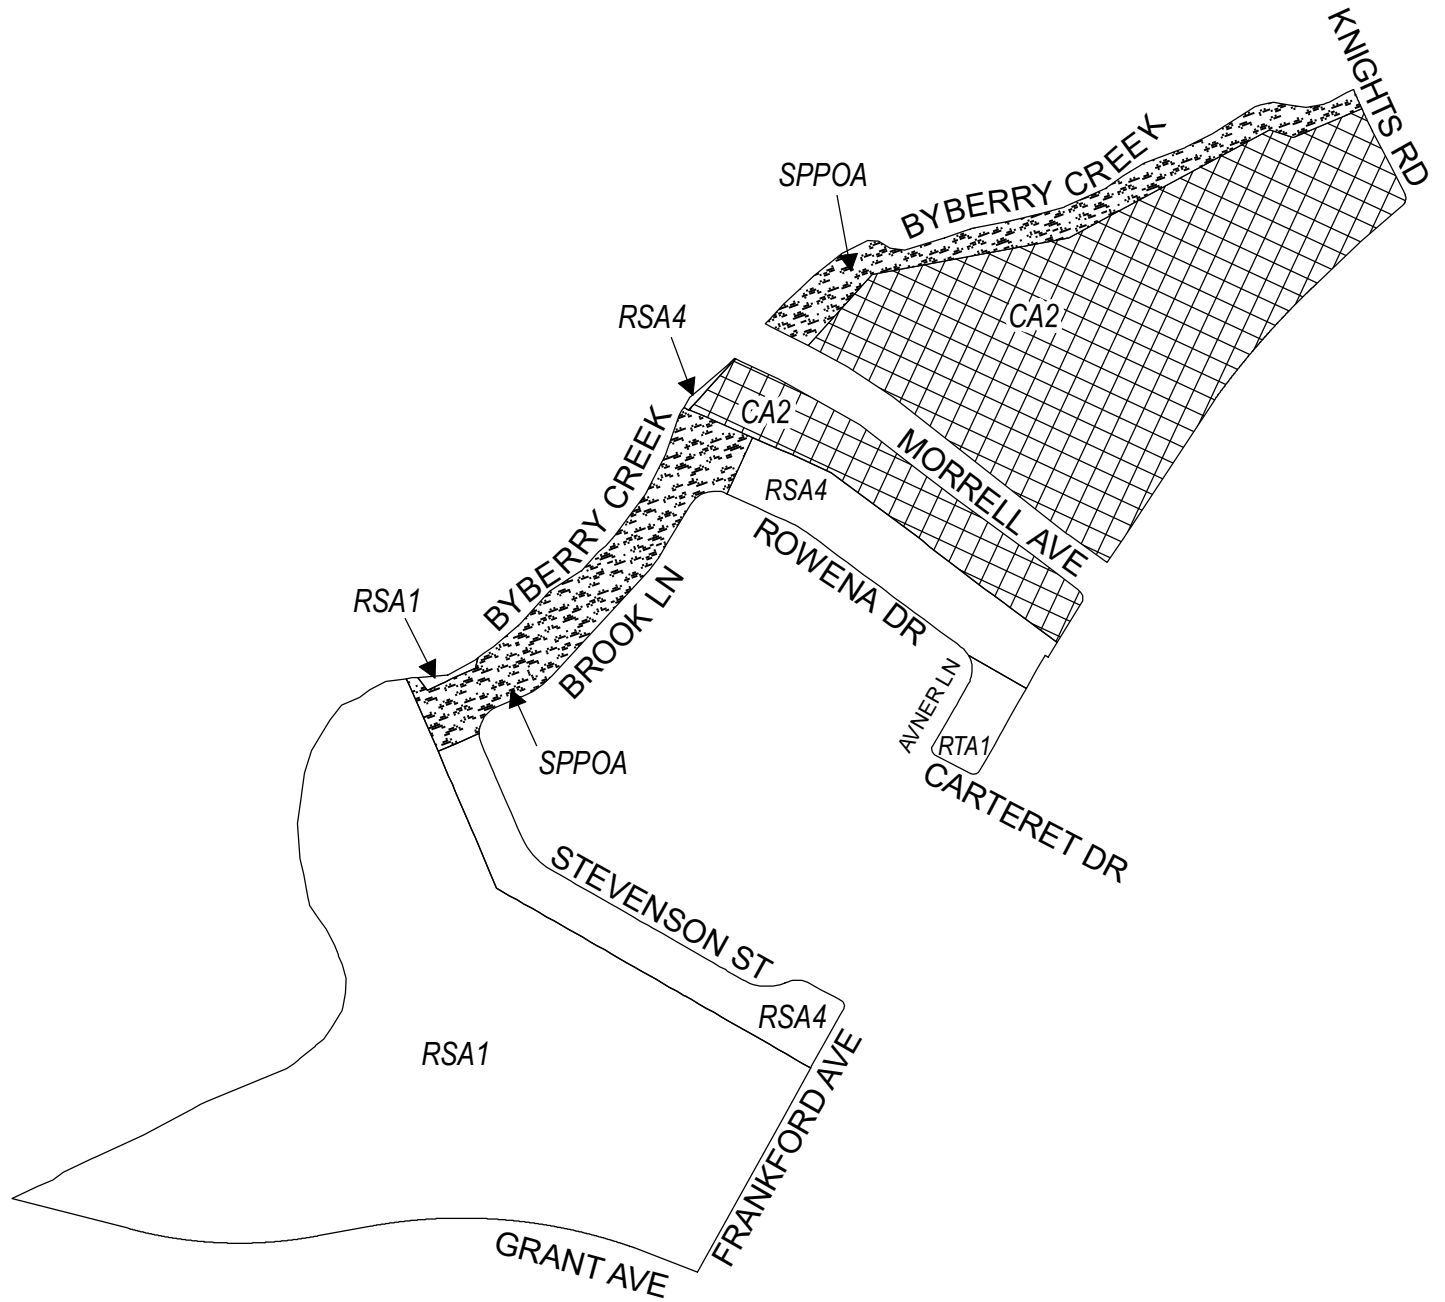 KNIGHTS RD
BYBERRY CREEK
SPPOA
CA2
RSA4
CA2
MORRELL AVE
RSA4
BYBERRY CREEK
ROWENA DR
RSA1
BROOK LN
AVNER LN
RTA1
SPPOA
CARTERET DR
STEVENSON ST
RSA4
RSA1
FRANKFORD AVE
GRANT AVE